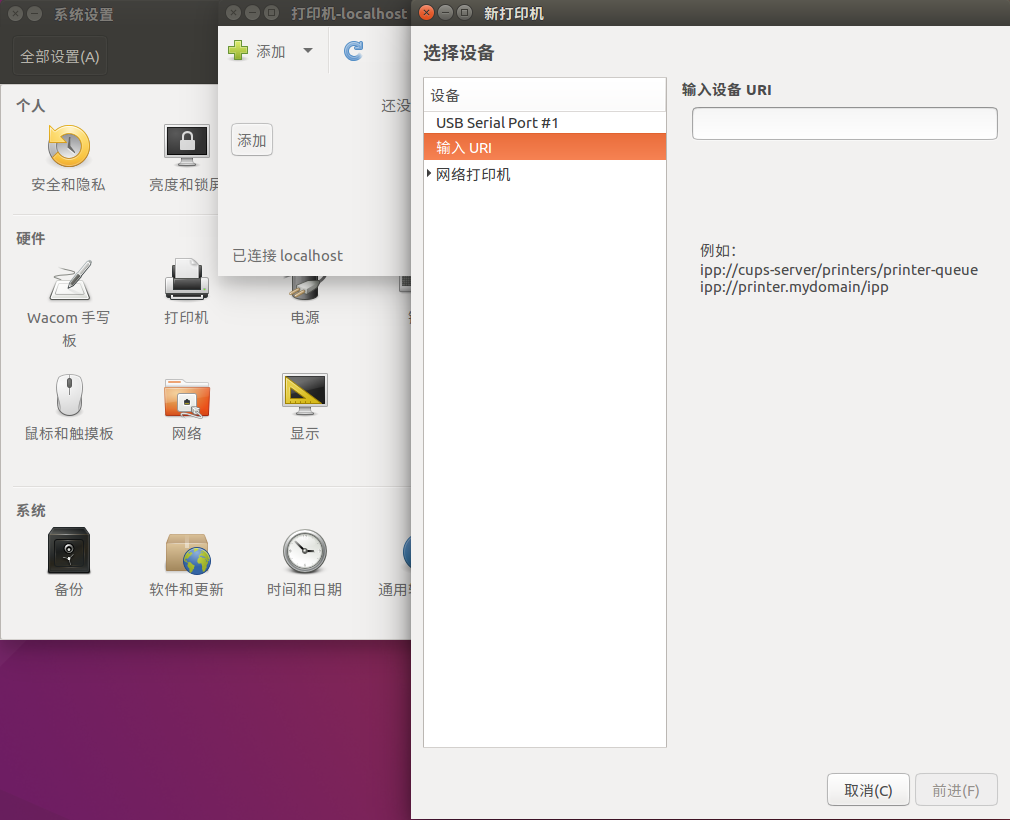 系统设置
全部设置(A)
个人
安全和隐私
亮度和锁屏
硬件
Wacom 手写
板
打印机
电源
鼠标和触摸板
网络
显示
系统
备份
软件和更新
时间和日期
通用
打印机-localhost
添加
还没
添加
已连接 localhost
新打印机
选择设备
设备
USB Serial Port #1
输入 URI
网络打印机
输入设备 URI
例如：
ipp://cups-server/printers/printer-queue
ipp://printer.mydomain/ipp
取消(C)
前进(F)